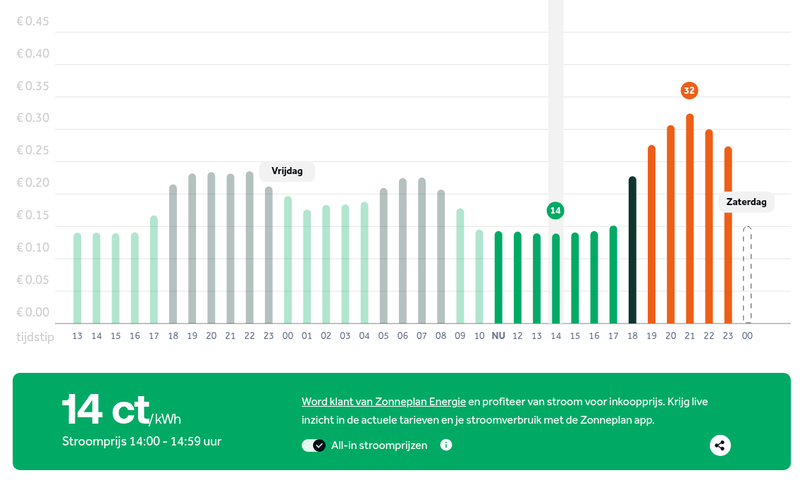 € 0.45
€ 0.40
€ 0.35
32
€ 0.30
€ 0.25
Vrijdag
€ 0.20
Zaterdag
14
€ 0.15
€ 0.10
€ 0.05
€ 0.00
tijdstip 13 14 15 16 17 18 19 20 21 22 23 00 01 02 03 04 05 06 07 08 09 10 NU 12 13 14 15 16 17 18 19 20 21 22 23 00
14 ct/ kWh
Stroomprijs 14:00 - 14:59 uur
Word klant van Zonneplan Energie en profiteer van stroom voor inkoopprijs. Krijg live
inzicht in de actuele tarieven en je stroomverbruik met de Zonneplan app.
All-in stroomprijzen i